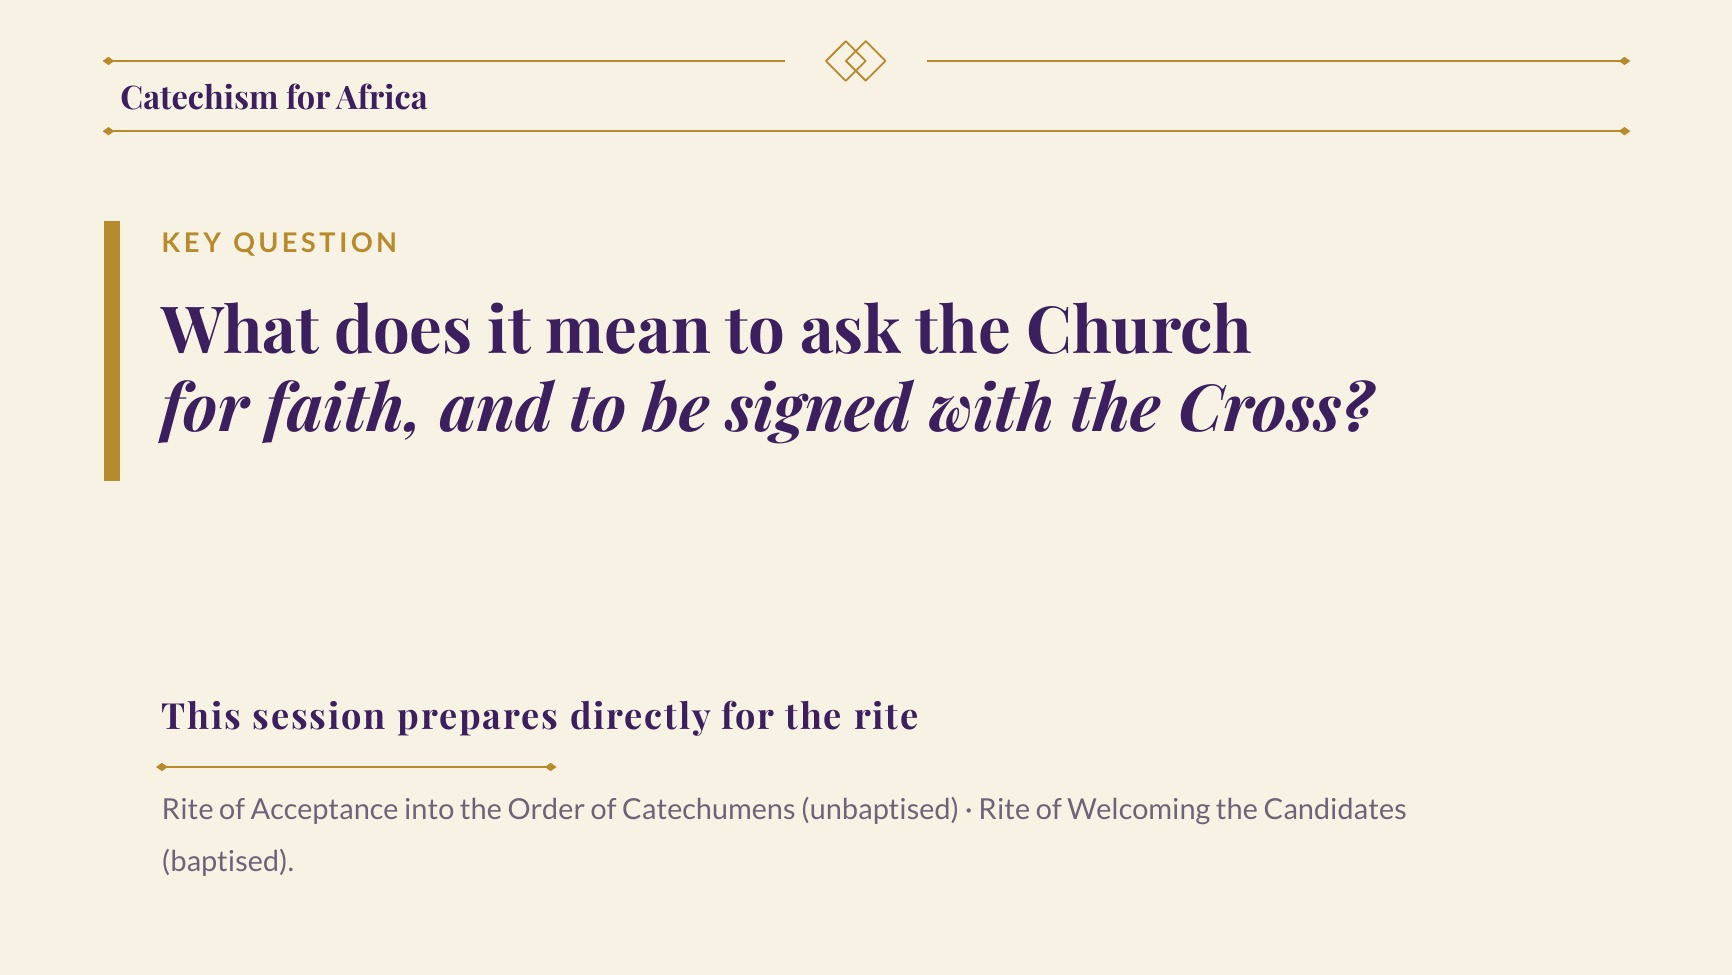 Catechism for Africa
KEY QUESTION
What does it mean to ask the Church
for faith, and to be signed with the Cross?
This session prepares directly for the rite
Rite of Acceptance into the Order of Catechumens (unbaptised) · Rite of Welcoming the Candidates
(baptised).